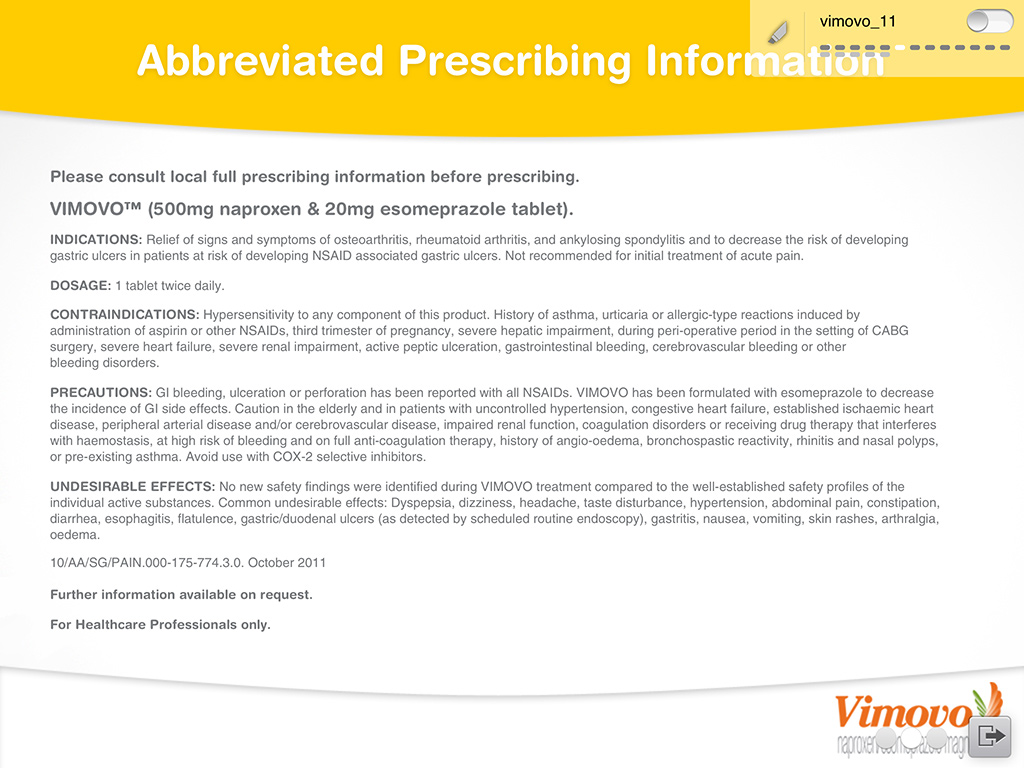 vimovo_11
Abbreviated Prescribing Information
Please consult local full prescribing information before prescribing.
VIMOVO™ (500mg naproxen & 20mg esomeprazole tablet).
INDICATIONS: Relief of signs and symptoms of osteoarthritis, rheumatoid arthritis, and ankylosing spondylitis and to decrease the risk of developing
gastric ulcers in patients at risk of developing NSAID associated gastric ulcers. Not recommended for initial treatment of acute pain.
DOSAGE: 1 tablet twice daily.
CONTRAINDICATIONS: Hypersensitivity to any component of this product. History of asthma, urticaria or allergic-type reactions induced by
administration of aspirin or other NSAIDs, third trimester of pregnancy, severe hepatic impairment, during peri-operative period in the setting of CABG
surgery, severe heart failure, severe renal impairment, active peptic ulceration, gastrointestinal bleeding, cerebrovascular bleeding or other
bleeding disorders.
PRECAUTIONS: GI bleeding, ulceration or perforation has been reported with all NSAIDs. VIMOVO has been formulated with esomeprazole to decrease
the incidence of GI side effects. Caution in the elderly and in patients with uncontrolled hypertension, congestive heart failure, established ischaemic heart
disease, peripheral arterial disease and/or cerebrovascular disease, impaired renal function, coagulation disorders or receiving drug therapy that interferes
with haemostasis, at high risk of bleeding and on full anti-coagulation therapy, history of angio-oedema, bronchospastic reactivity, rhinitis and nasal polyps,
or pre-existing asthma. Avoid use with COX-2 selective inhibitors.
UNDESIRABLE EFFECTS: No new safety findings were identified during VIMOVO treatment compared to the well-established safety profiles of the
individual active substances. Common undesirable effects: Dyspepsia, dizziness, headache, taste disturbance, hypertension, abdominal pain, constipation,
diarrhea, esophagitis, flatulence, gastric/duodenal ulcers (as detected by scheduled routine endoscopy), gastritis, nausea, vomiting, skin rashes, arthralgia,
oedema.
10/AA/SG/PAIN.000-175-774.3.0. October 2011
Further information available on request.
For Healthcare Professionals only.
Vimovo